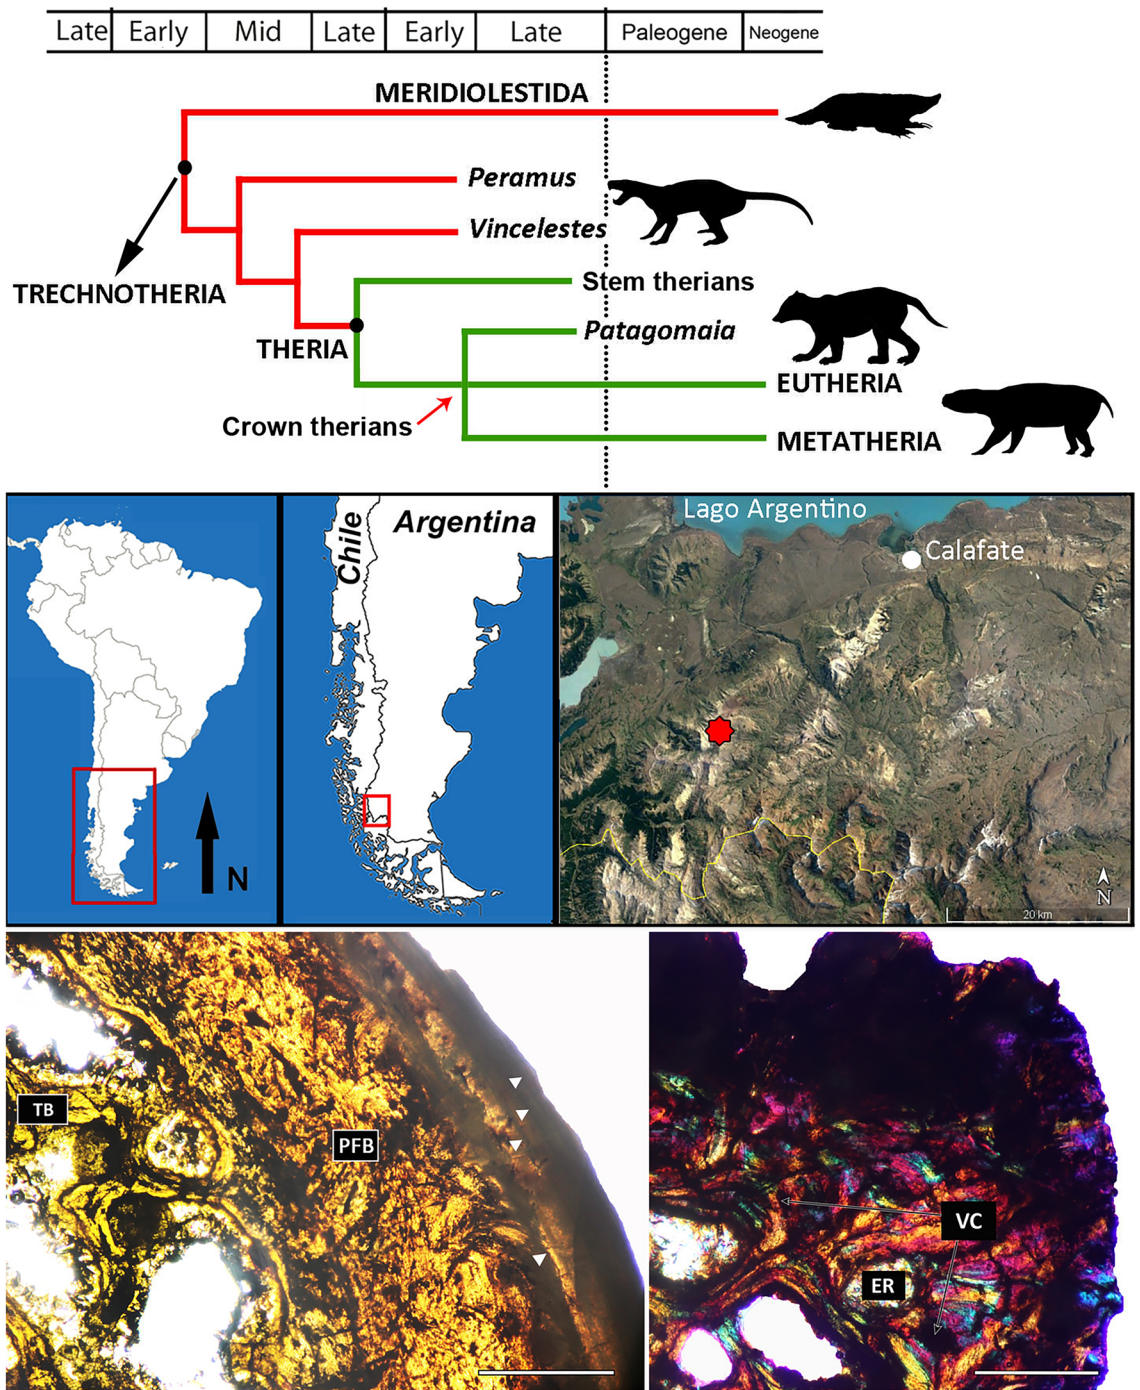 Late Early Mid Late Early Late Paleogene Neogene
MERIDIOLESTIDA
Peramus
Vincelestes
TRECHNOTHERIA
Stem therians
Patagomaia
THERIA
EUTHERIA
Crown therians
METATHERIA
Chile
Argentina
N
Lago Argentino
Calafate
N
20 km
TB
PFB
VC
ER